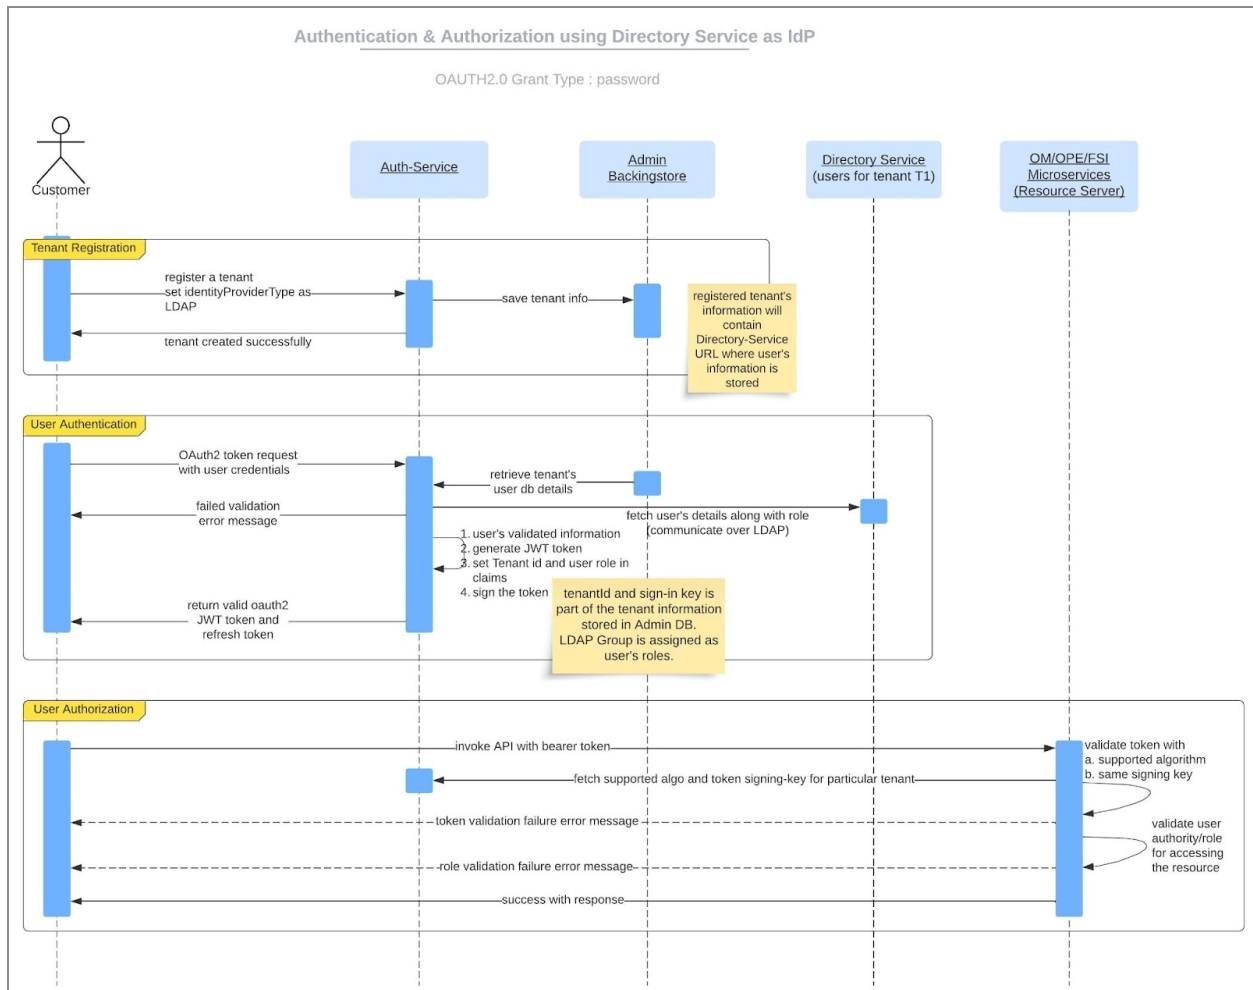 Authentication & Authorization using Directory Service as IdP
OAUTH2.0 Grant Type : password
Customer
Auth-Service
Admin
Backingstore
Directory Service
(users for tenant T1)
OM/OPE/FSI
Microservices
(Resource Server)
Tenant Registration
register a tenant
set identityProviderType as
LDAP
save tenant info
tenant created successfully
registered tenant's
information will
contain
Directory-Service
URL where user's
information is
stored
User Authentication
OAuth2 token request
with user credentials
retrieve tenant's
user db details
failed validation
error message
fetch user's details along with role
(communicate over LDAP)
1. user's validated information
2. generate JWT token
3. set Tenant id and user role in
claims
4. sign the token
return valid oauth2
JWT token and
refresh token
tenantId and sign-in key is
part of the tenant information
stored in Admin DB.
LDAP Group is assigned as
user's roles.
User Authorization
invoke API with bearer token
validate token with
a. supported algorithm
b. same signing key
fetch supported algo and token signing-key for particular tenant
token validation failure error message
validate user
authority/role
for accessing
the resource
role validation failure error message
success with response